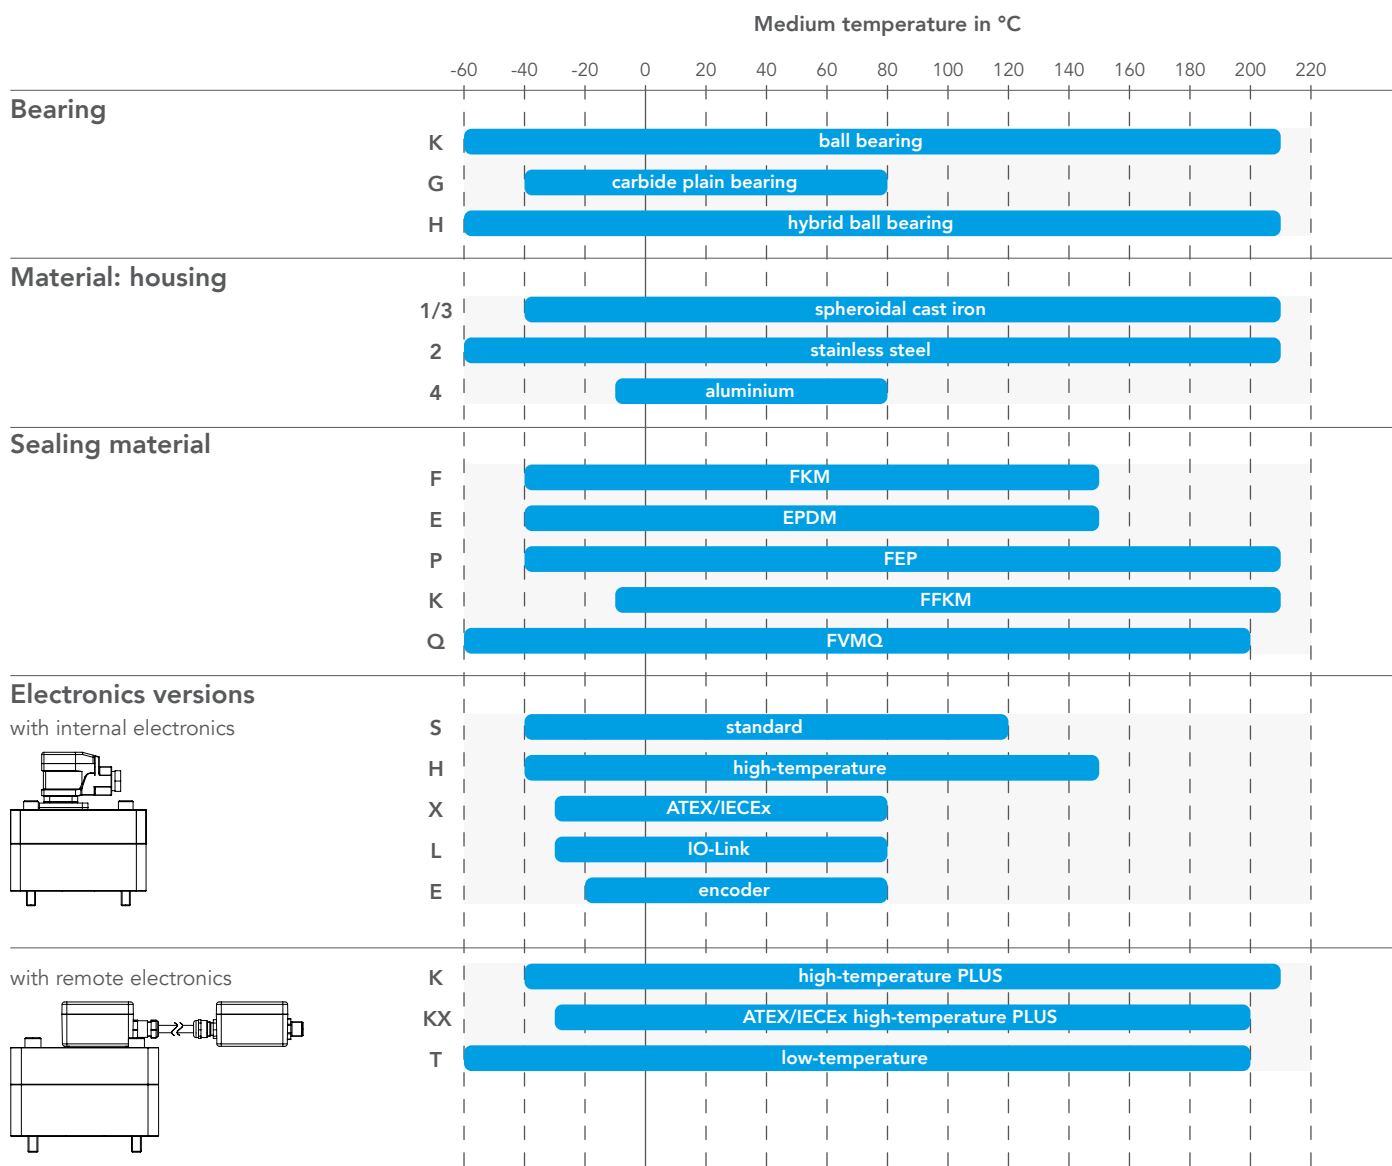 Medium temperature in °C
-60 -40 -20 0 20 40 60 80 100 120 140 160 180 200 220
Bearing
K ball bearing
G carbide plain bearing
H hybrid ball bearing
Material: housing
1/3 spheroidal cast iron
2 stainless steel
4 aluminium
Sealing material
F FKM
E EPDM
P FEP
K FFKM
Q FVMQ
Electronics versions
with internal electronics
S standard
H high-temperature
X ATEX/IECEx
L IO-Link
E encoder
with remote electronics
K high-temperature PLUS
KX ATEX/IECEx high-temperature PLUS
T low-temperature